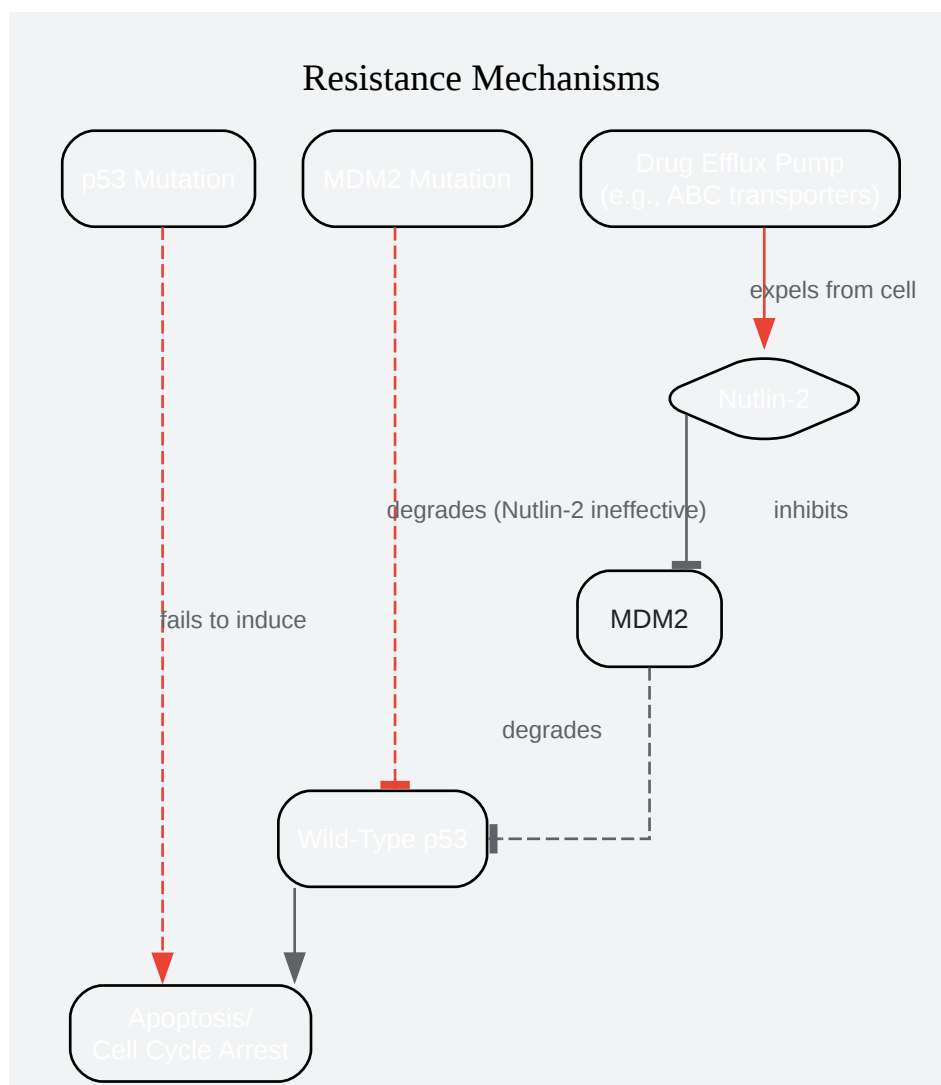 Resistance Mechanisms
p53 Mutation
MDM2 Mutation
Drug Efflux Pump
(e.g., ABC transporters)
expels from cell
Nutlin-2
degrades (Nutlin-2 ineffective)
inhibits
fails to induce
MDM2
degrades
Wild-Type p53
Apoptosis/
Cell Cycle Arrest